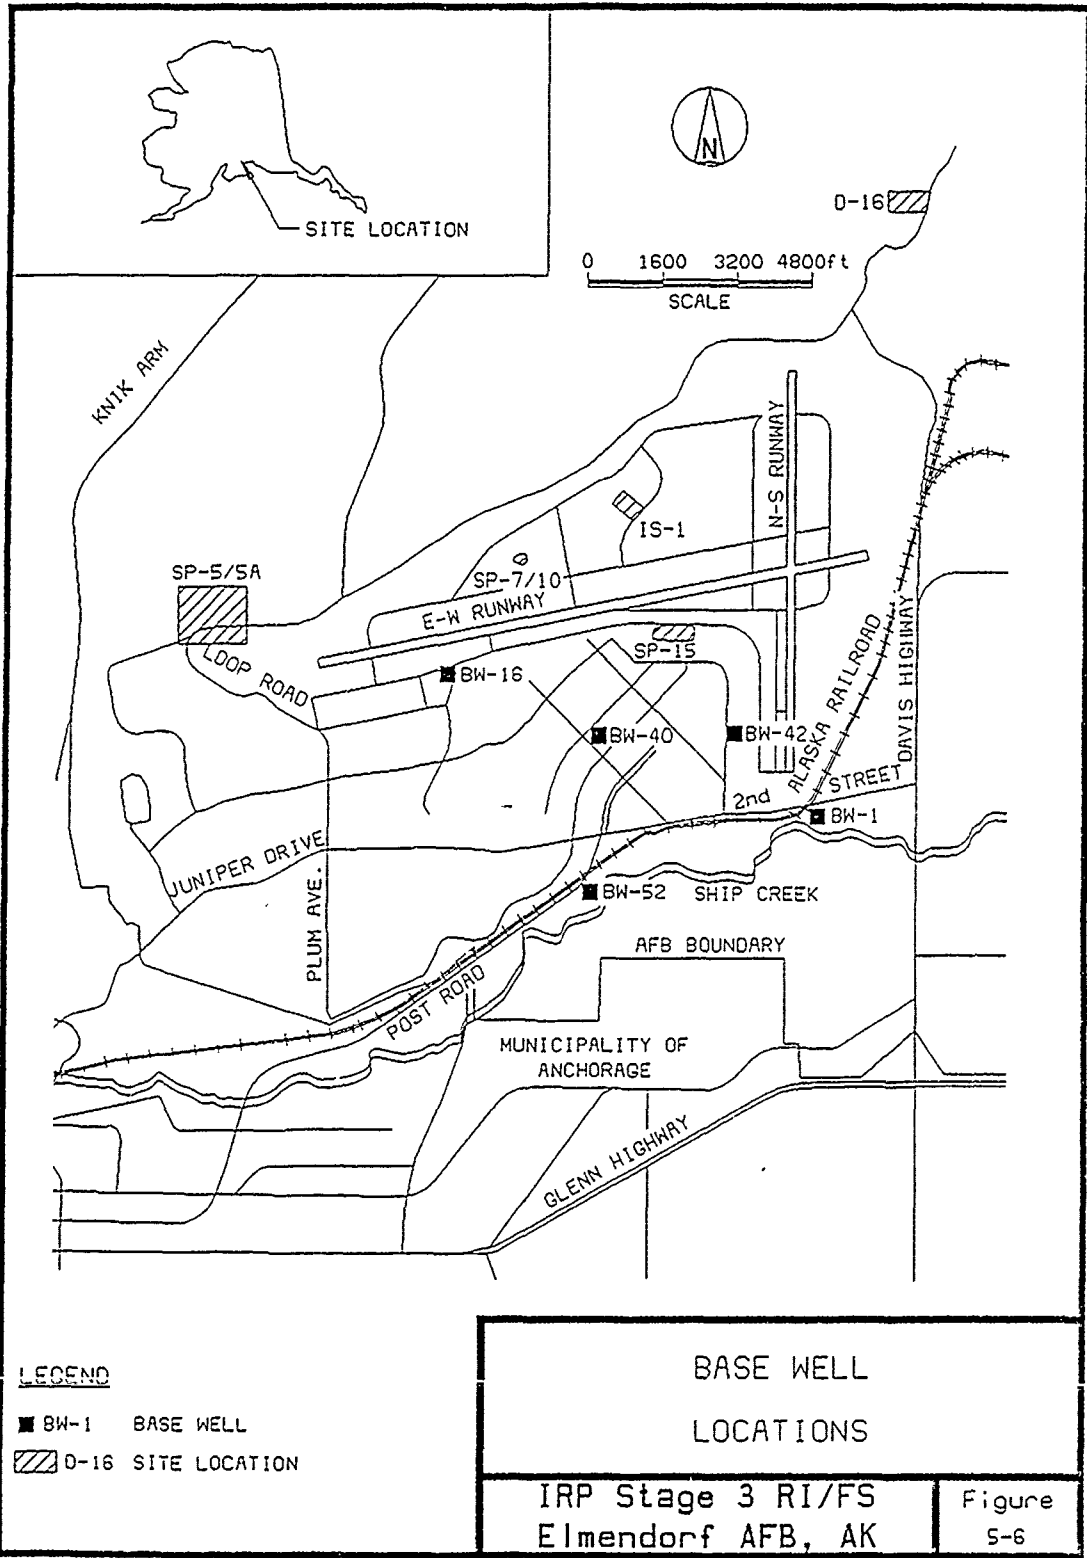 SITE LOCATION
N
D-16
0 1600 3200 4800ft
SCALE
KNIK ARM
N-S RUNWAY
IS-1
SP-5/5A
SP-7/10
E-W RUNWAY
SP-15
LOOP ROAD
BW-16
BW-40
BW-42
ALASKA RAILROAD
DAVIS HIGHWAY
2nd STREET
BW-1
JUNIPER DRIVE
PLUM AVE.
BW-52
SHIP CREEK
AFB BOUNDARY
POST ROAD
MUNICIPALITY OF
ANCHORAGE
GLENN HIGHWAY
LEGEND
BW-1 BASE WELL
D-16 SITE LOCATION
BASE WELL
LOCATIONS
IRP Stage 3 RI/FS
Elmendorf AFB, AK
Figure
5-6